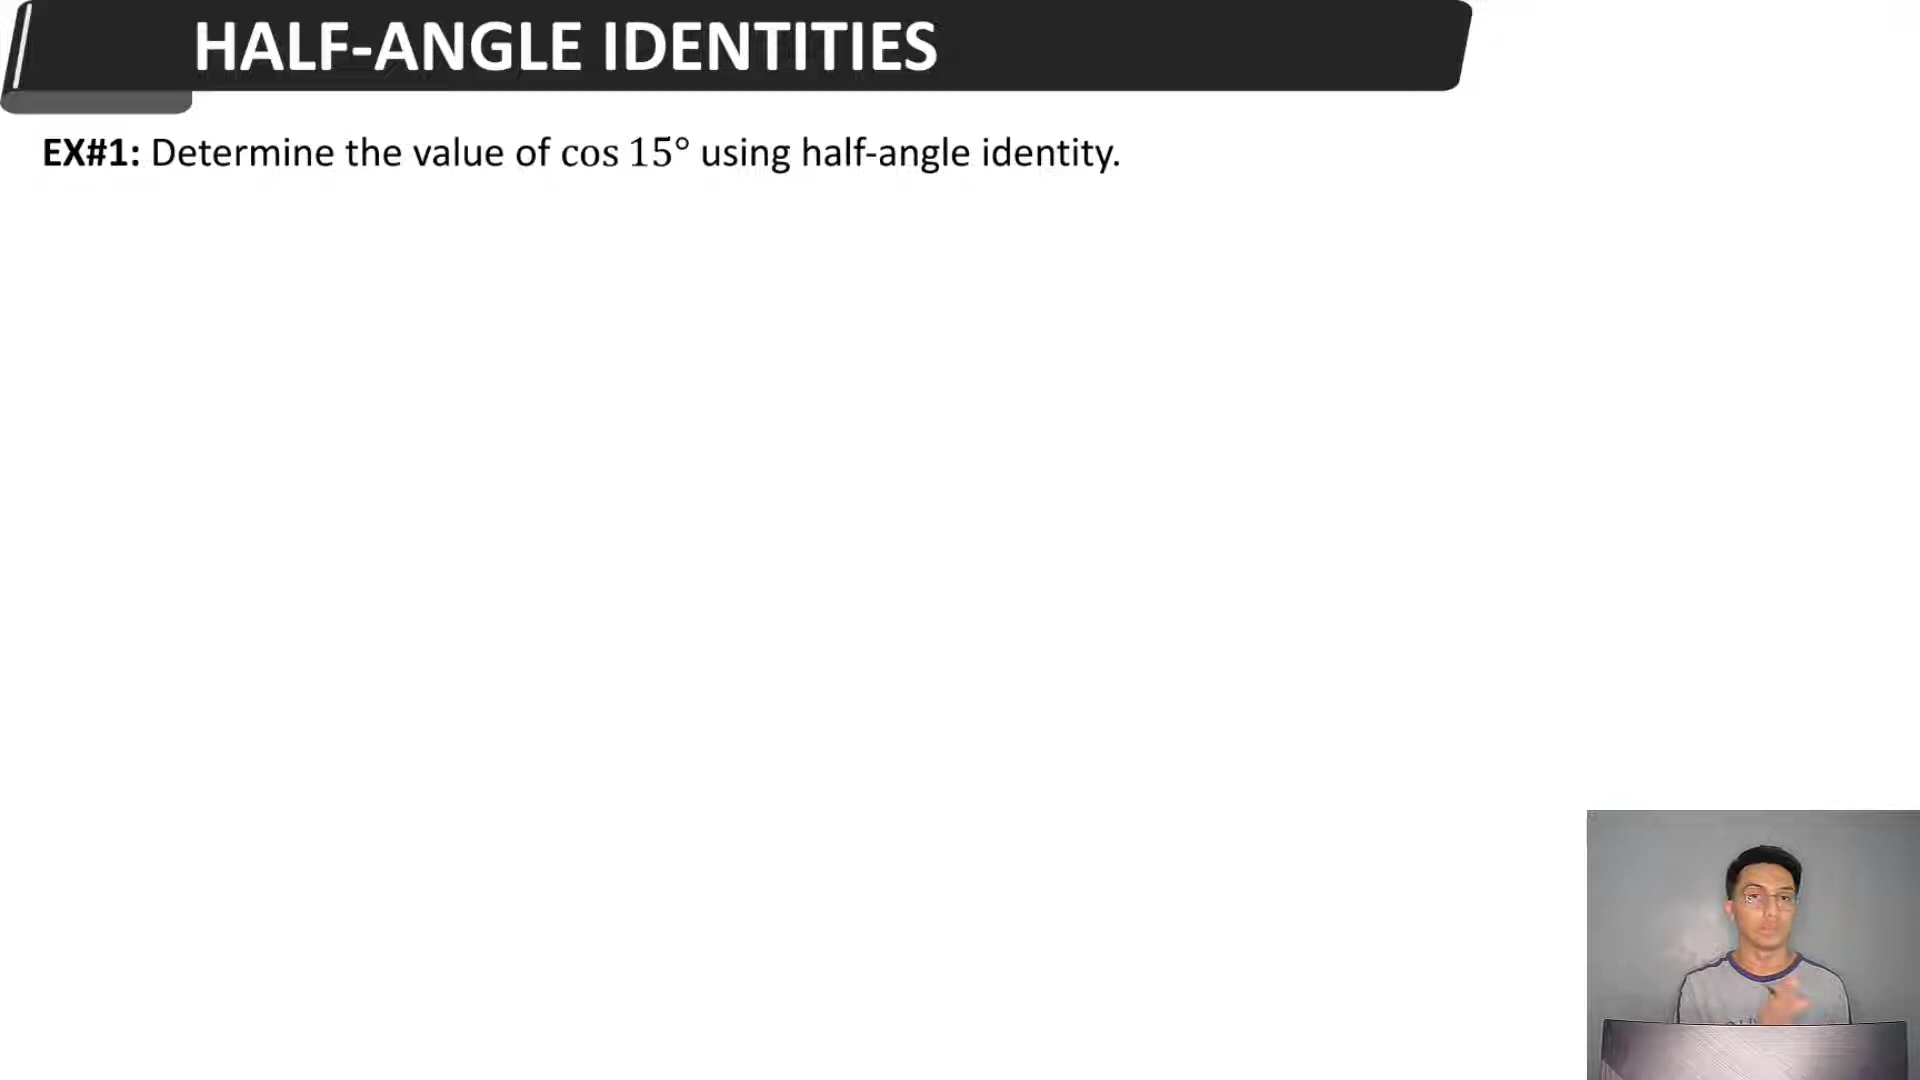 HALF-ANGLE IDENTITIES
EX#1: Determine the value of cos 15° using half-angle identity.